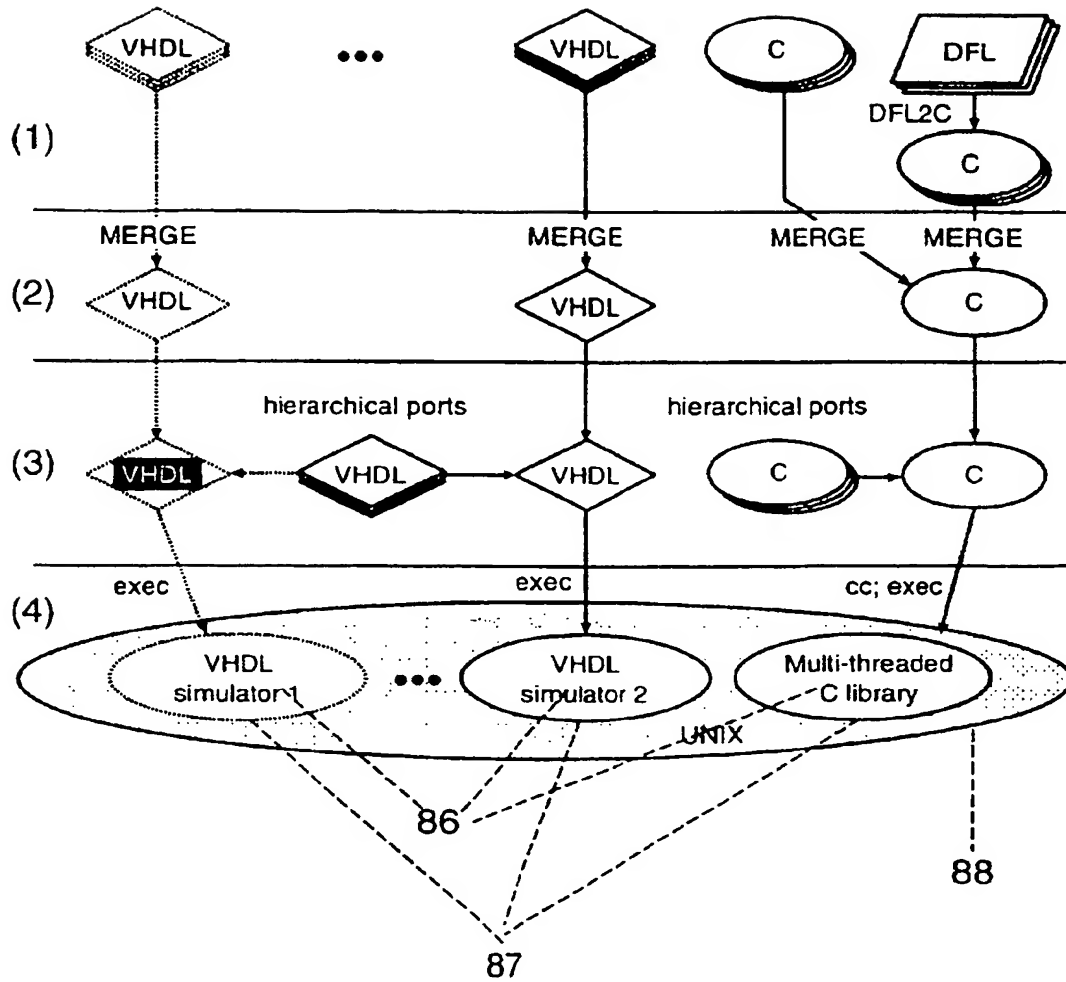 VHDL
VHDL
C
DFL
DFL2C
(1)
C
MERGE
MERGE
MERGE
MERGE
(2)
VHDL
VHDL
C
hierarchical ports
hierarchical ports
(3)
VHDL
VHDL
VHDL
C
C
exec
exec
cc; exec
(4)
VHDL
simulator 1
VHDL
simulator 2
Multi-threaded
C library
UNIX
86
88
87